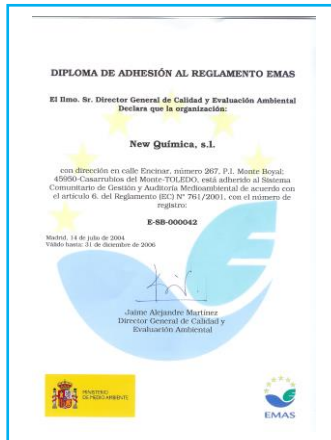 DIPLOMA DE ADHESIÓN AL REGLAMENTO EMAS
El Ilmo. Sr. Director General de Calidad y Evaluación Ambiental
Declara que la organización:
New Química, s.l.
con dirección en calle Encinar, número 267, P.I. Monte Boyal;
45950-Casarrubios del Monte-TOLEDO, está adherido al Sistema
Comunitario de Gestión y Auditoría Medioambiental de acuerdo con
el artículo 6. del Reglamento (EC) Nº 761/2001, con el número de
registro:
E-SB-000042
Madrid, 14 de julio de 2004
Válido hasta: 31 de diciembre de 2006
Jaime Alejandre Martínez
Director General de Calidad y
Evaluación Ambiental
MINISTERIO
DE MEDIO AMBIENTE
EMAS